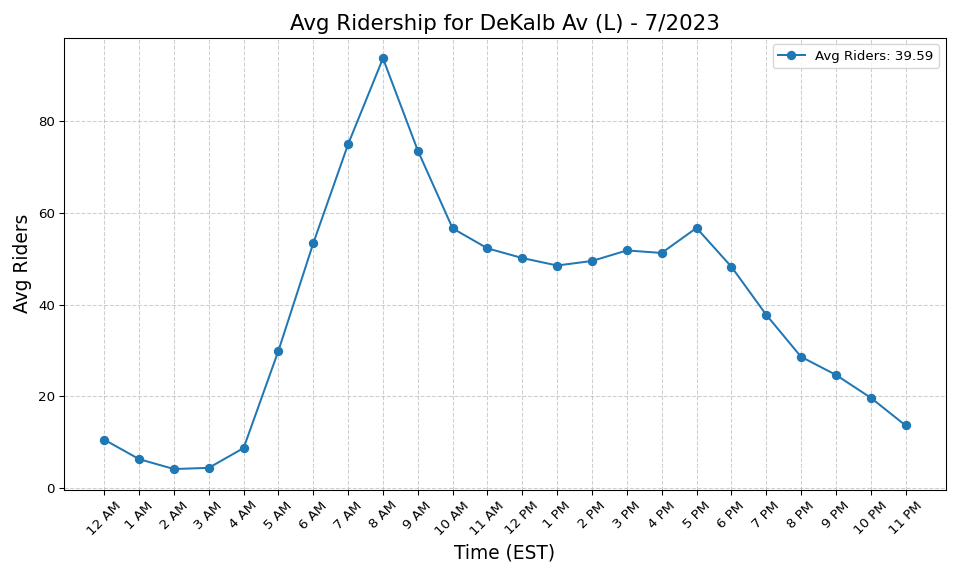 Avg Ridership for DeKalb Av (L) - 7/2023
Avg Riders: 39.59
Avg Riders
80
60
40
20
0
12 AM
1 AM
2 AM
3 AM
4 AM
5 AM
6 AM
7 AM
8 AM
9 AM
10 AM
11 AM
12 PM
1 PM
2 PM
3 PM
4 PM
5 PM
6 PM
7 PM
8 PM
9 PM
10 PM
11 PM
Time (EST)